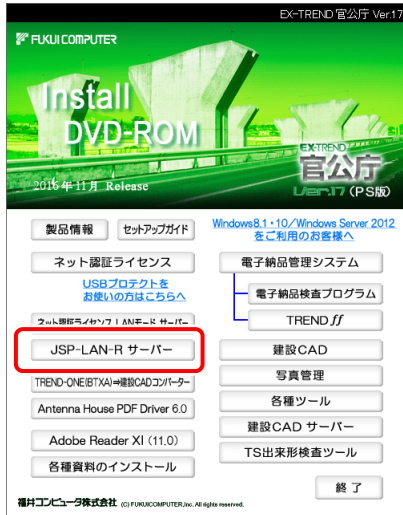 EX-TREND 官公庁 Ver.17
FUKUI COMPUTER
Install
DVD-ROM
EX-TREND
官公庁
Ver.17 (PS版)
2016年11月 Release
製品情報
セットアップガイド
Windows8.1・10/Windows Server 2012
をご利用のお客様へ
ネット認証ライセンス
USBプロテクトを
お使いの方はこちらへ
ネット認証ライセンス LANモード サーバー
JSP-LAN-R サーバー
TREND-ONE(BTXA)⇒建設CADコンバーター
Antenna House PDF Driver 6.0
Adobe Reader XI (11.0)
各種資料のインストール
電子納品管理システム
電子納品検査プログラム
TREND ff
建設CAD
写真管理
各種ツール
建設CAD サーバー
TS出来形検査ツール
終了
福井コンピュータ株式会社 (C) FUKUICOMPUTER,Inc. All rights reserved.